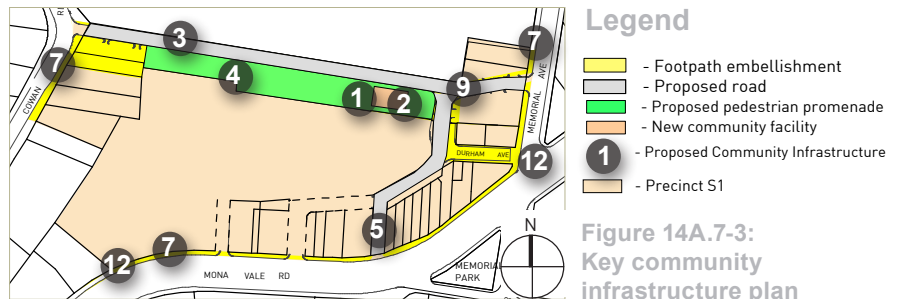 RD
3
7
7
4
9
1
2
COWAN
MEMORIAL AVE
DURHAM AVE
12
5
7
12
MONA VALE RD
MEMORIAL
PARK
N
Legend
- Footpath embellishment
- Proposed road
- Proposed pedestrian promenade
- New community facility
1 - Proposed Community Infrastructure
- Precinct S1
Figure 14A.7-3:
Key community
infrastructure plan